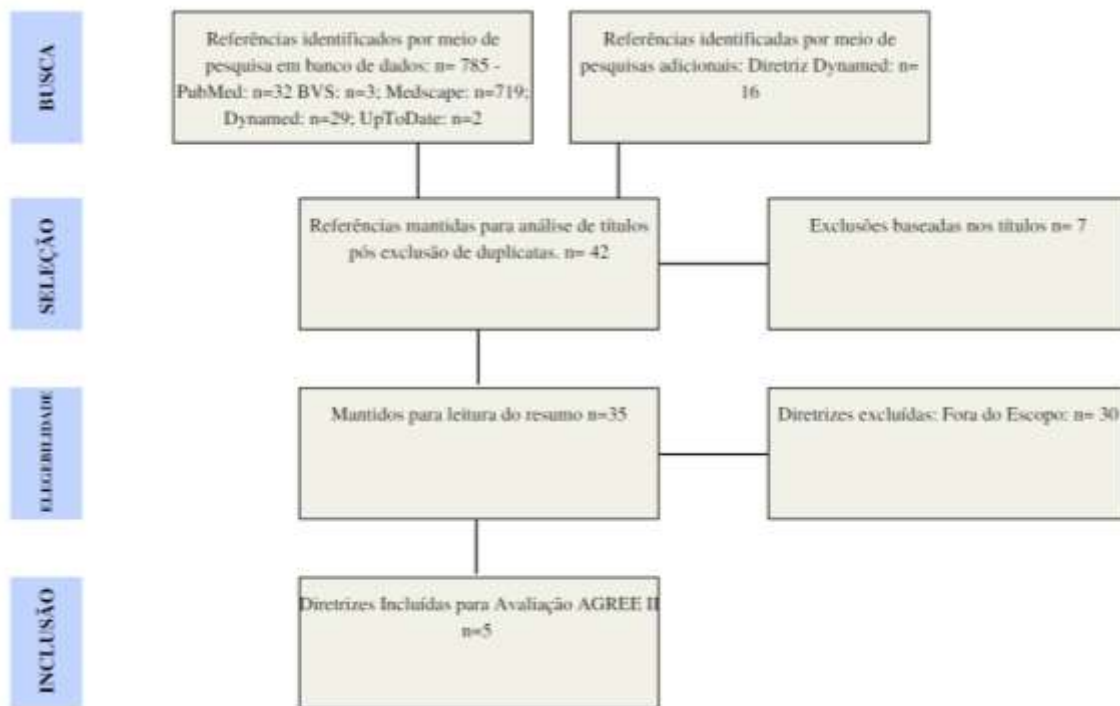 BUSCA
Referências identificados por meio de
pesquisa em banco de dados: n= 785 -
PubMed: n=32 BVS: n=3; Medscape: n=719;
Dynamed: n=29; UpToDate: n=2
Referências identificadas por meio de
pesquisas adicionais: Diretriz Dynamed: n=
16
SELEÇÃO
Referências mantidas para análise de títulos
pós exclusão de duplicatas. n= 42
Exclusões baseadas nos títulos n= 7
ELEGEBILIDADE
Mantidos para leitura do resumo n=35
Diretrizes excluídas: Fora do Escopo: n= 30
INCLUSÃO
Diretrizes Incluídas para Avaliação AGREE II
n=5